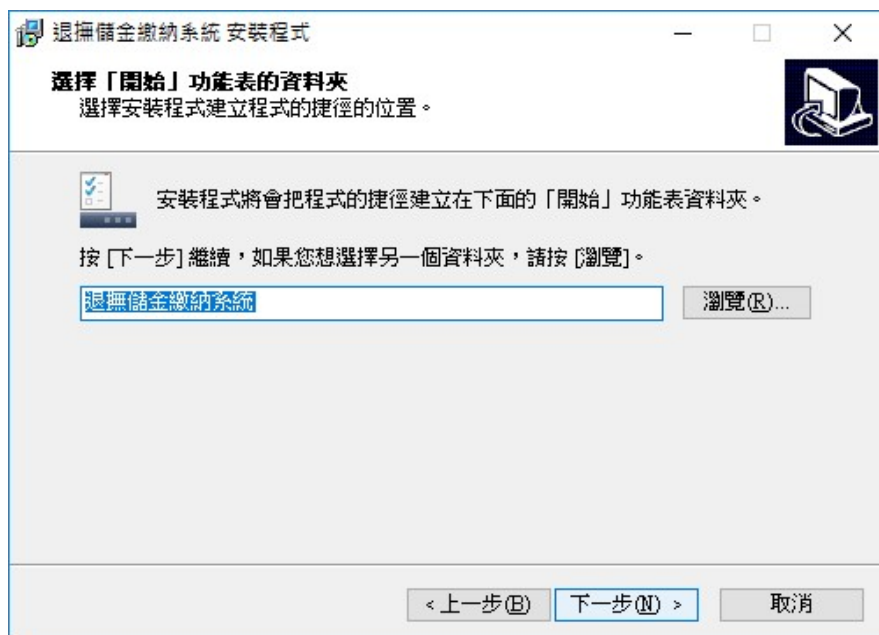 退撫儲金繳納系統 安裝程式
選擇「開始」功能表的資料夾
選擇安裝程式建立程式的捷徑的位置。
安裝程式將會把程式的捷徑建立在下面的「開始」功能表資料夾。
按 [下一步] 繼續，如果您想選擇另一個資料夾，請按 [瀏覽]。
退撫儲金繳納系統
瀏覽(R)...
<上一步(B)
下一步(N) >
取消